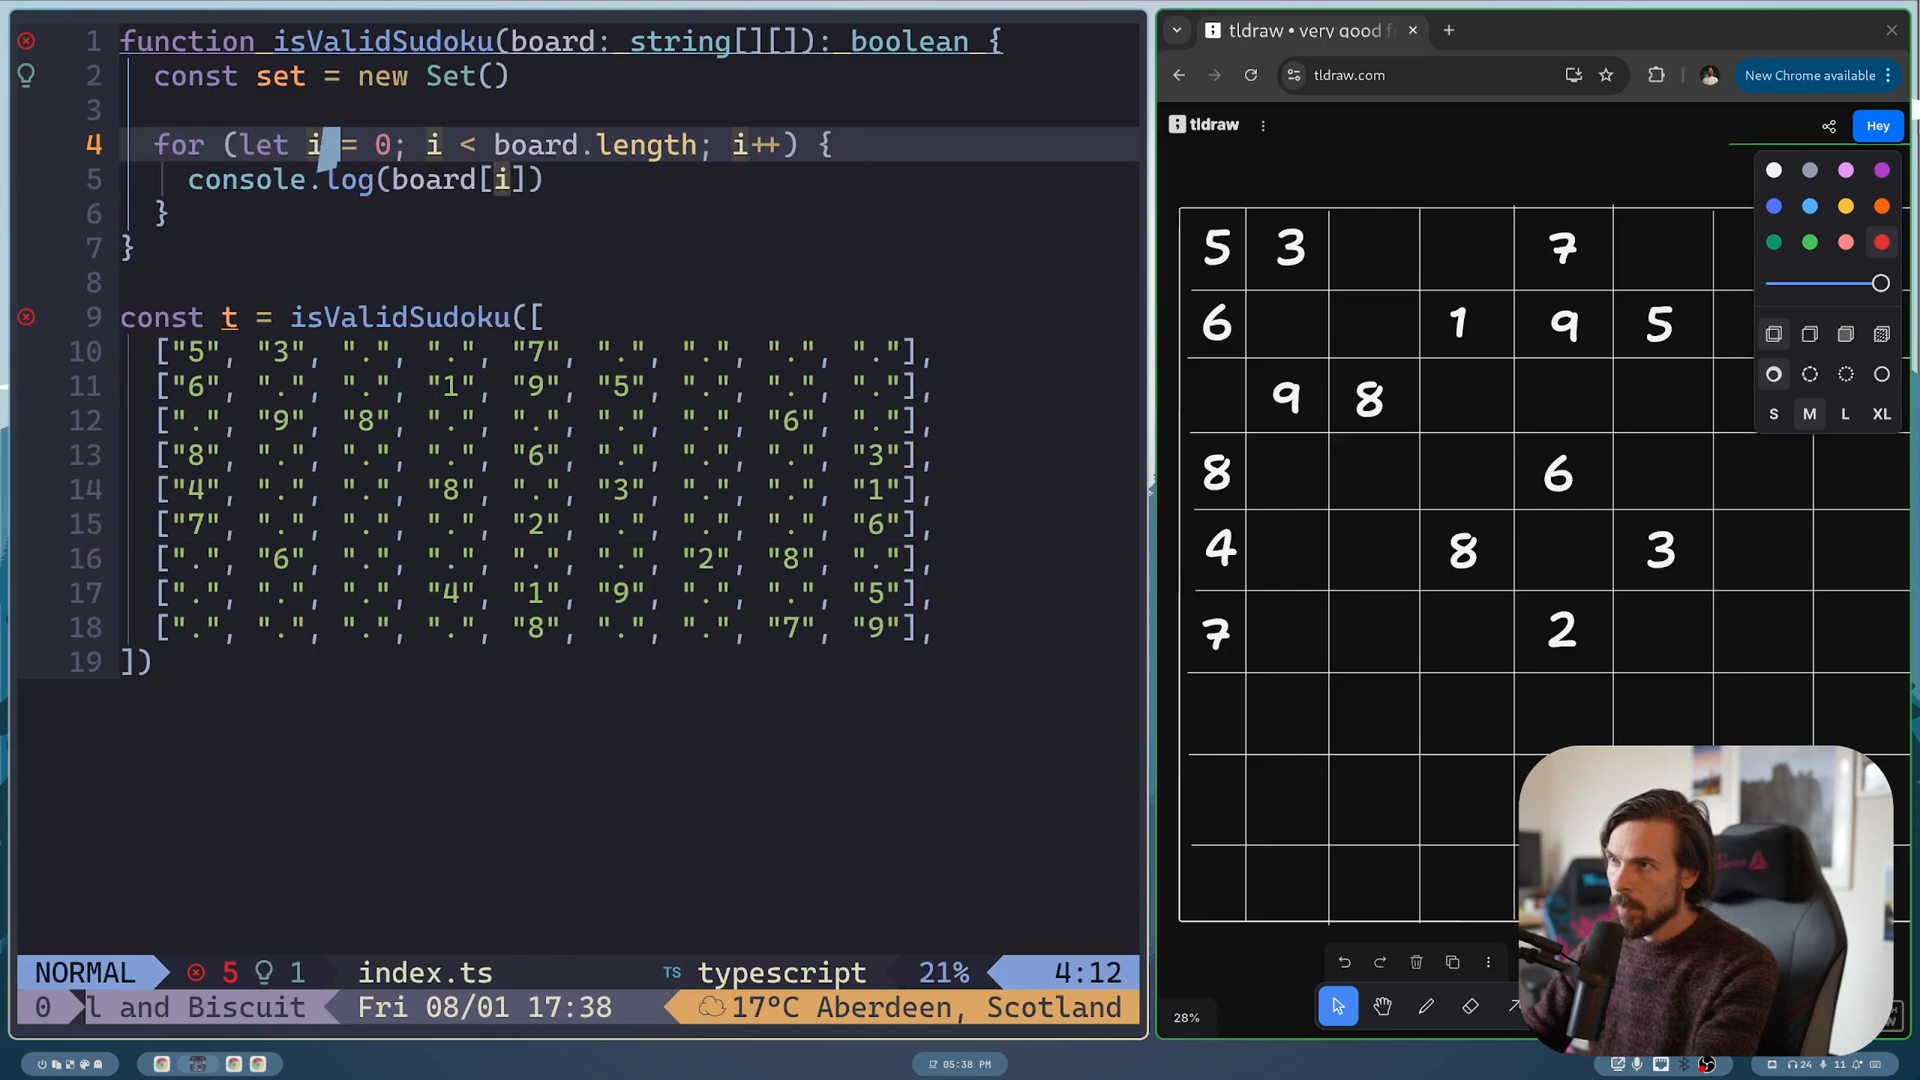 1 function isValidSudoku(board: string[][]): boolean {
2 const set = new Set()
3
4 for (let i = 0; i < board.length; i++) {
5 console.log(board[i])
6 }
7 }
8
9 const t = isValidSudoku([
10 ["5", "3", ".", ".", "7", ".", ".", ".", "."],
11 ["6", ".", ".", "1", "9", "5", ".", ".", "."],
12 [".", "9", "8", ".", ".", ".", ".", "6", "."],
13 ["8", ".", ".", ".", "6", ".", ".", ".", "3"],
14 ["4", ".", ".", "8", ".", "3", ".", ".", "1"],
15 ["7", ".", ".", ".", "2", ".", ".", ".", "6"],
16 [".", "6", ".", ".", ".", ".", "2", "8", "."],
17 [".", ".", ".", "4", "1", "9", ".", ".", "5"],
18 [".", ".", ".", ".", "8", ".", ".", "7", "9"],
19 ])
NORMAL 5 1 index.ts TS typescript 21% 4:12
0 l and Biscuit Fri 08/01 17:38 17°C Aberdeen, Scotland
tldraw • very good f
tldraw.com New Chrome available
tldraw Hey
5 3 7
6 1 9 5
9 8
8 6
4 8 3
7 2
S M L XL
28%
05:38 PM
24 11